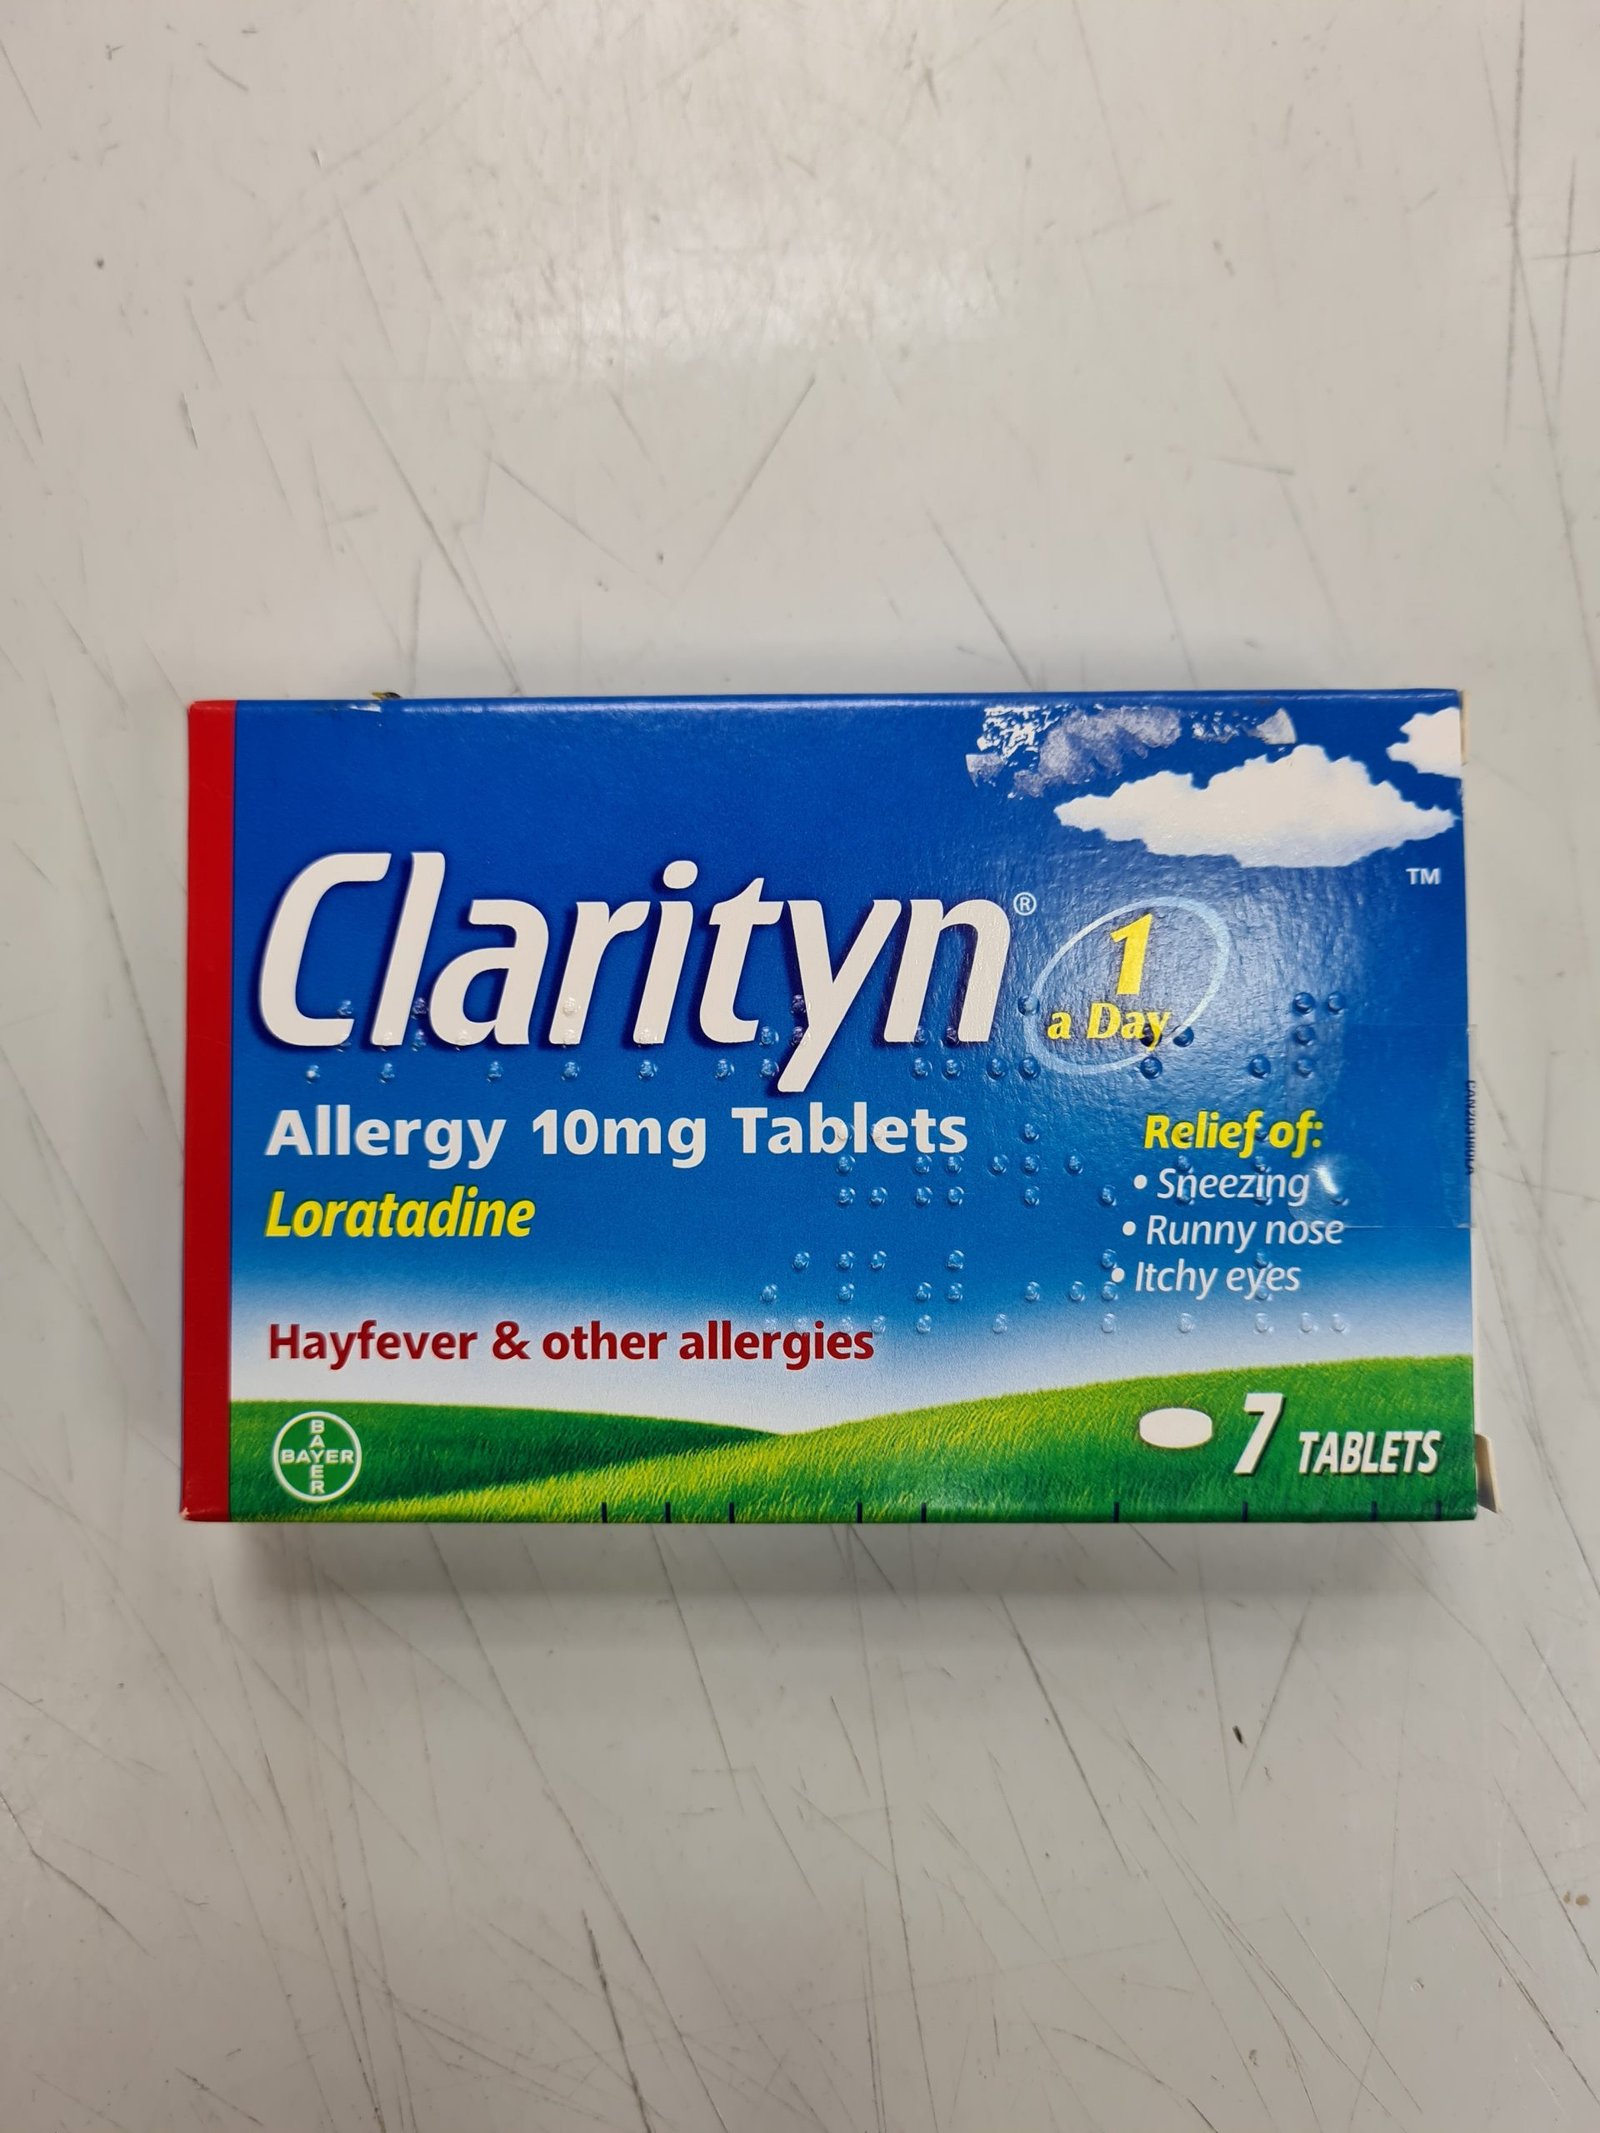 Clarityn®
1
a Day
™
Allergy 10mg Tablets
Loratadine
Relief of:
• Sneezing
• Runny nose
• Itchy eyes
Hayfever & other allergies
BAYER
BAYER
7 TABLETS